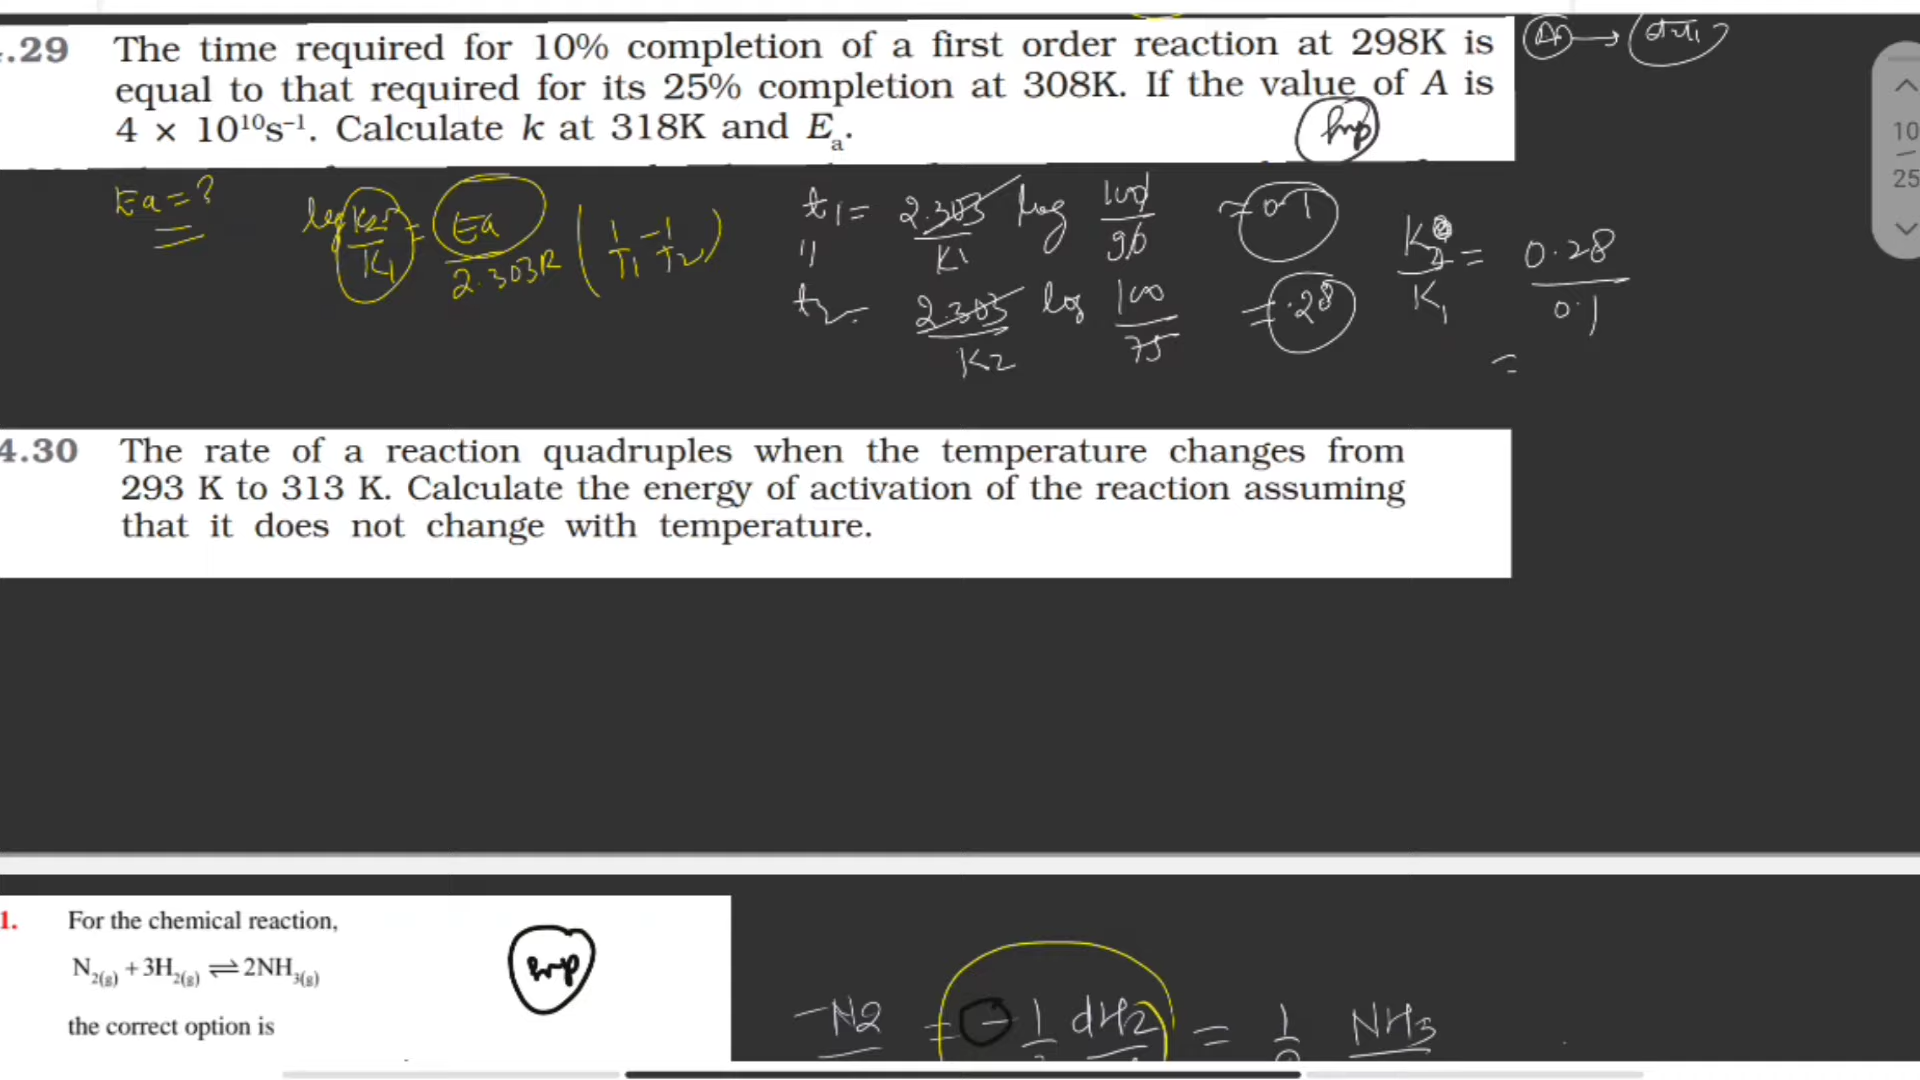 .29 The time required for 10% completion of a first order reaction at 298K is
equal to that required for its 25% completion at 308K. If the value of A is
4 × 10¹⁰s⁻¹. Calculate k at 318K and Eₐ.
Imp
10
25
Ea = ?
log K2/K1 = Ea/2.303R (1/T1 - 1/T2)
t1 = 2.303/K1 log 100/90 = 0.1
"
t2 = 2.303/K2 log 100/75 = .28
K2/K1 = 0.28/0.1
=
4.30 The rate of a reaction quadruples when the temperature changes from
293 K to 313 K. Calculate the energy of activation of the reaction assuming
that it does not change with temperature.
1. For the chemical reaction,
N₂(g) + 3H₂(g) ⇌ 2NH₃(g)
the correct option is
Imp
-N2 = - 1 dH2 = 1 NH3